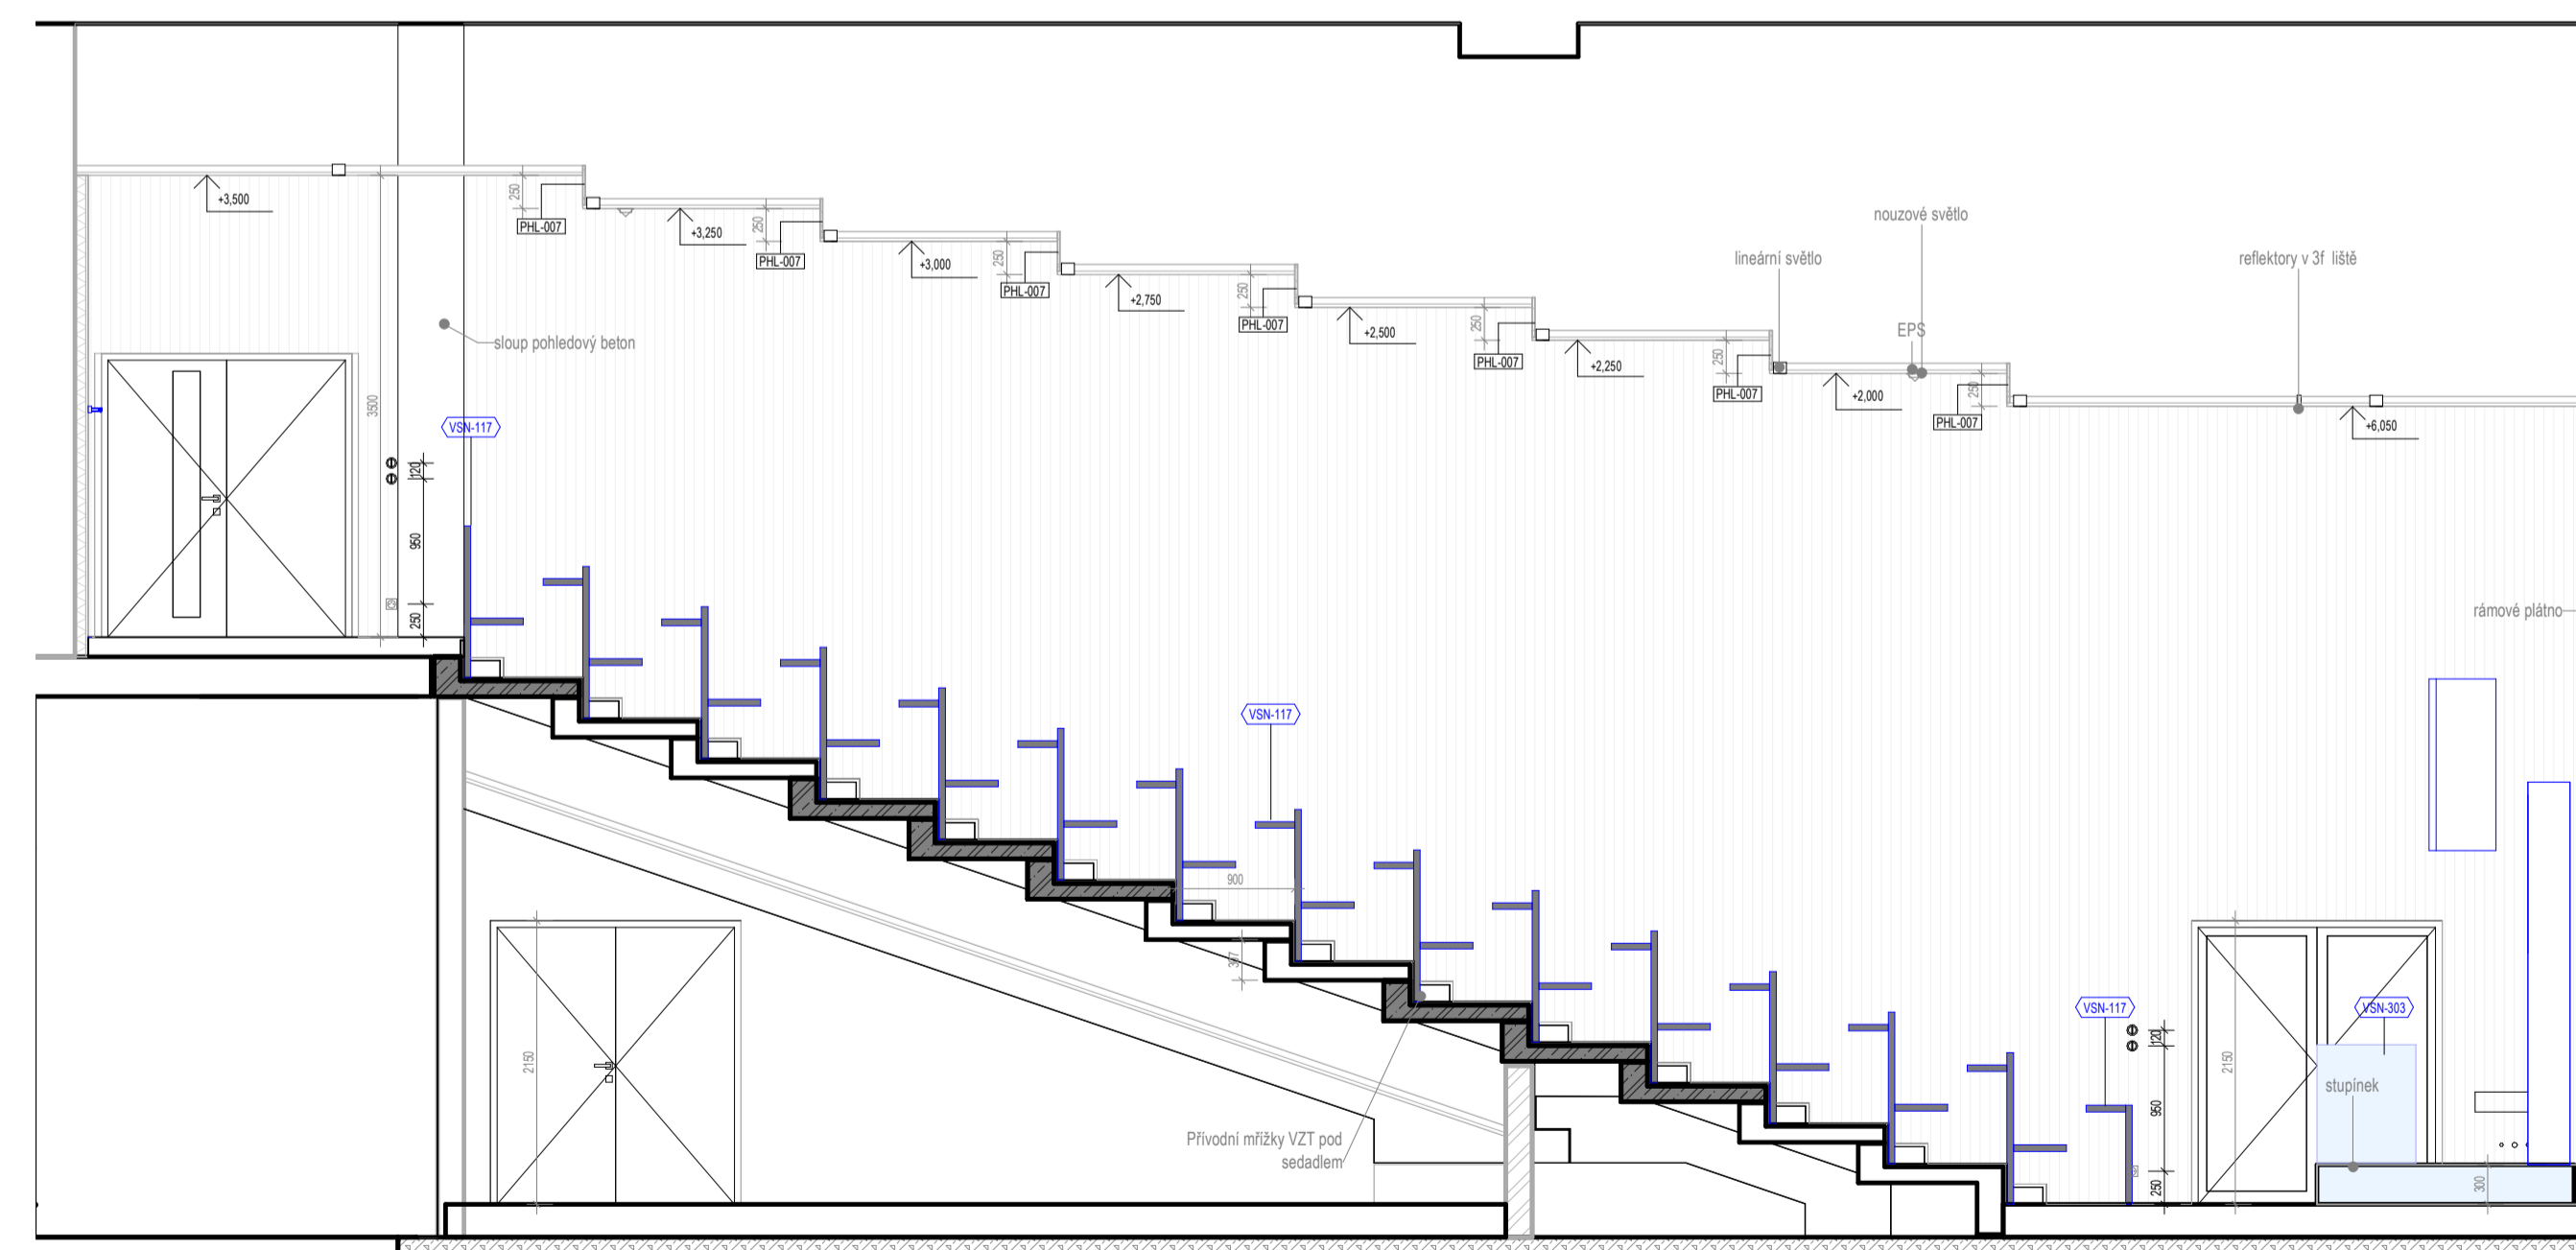 nouzové světlo
lineární světlo
reflektory v 3f liště
+3,500
250
PHL-007
+3,250
250
PHL-007
+3,000
250
PHL-007
+2,750
250
PHL-007
+2,500
250
PHL-007
+2,250
250
PHL-007
EPS
+2,000
250
PHL-007
+6,050
sloup pohledový beton
3500
VSN-117
120
950
250
rámové plátno
VSN-117
900
367
VSN-117
VSN-303
120
950
250
2150
2150
stupínek
300
Přívodní mřížky VZT pod
sedadlem